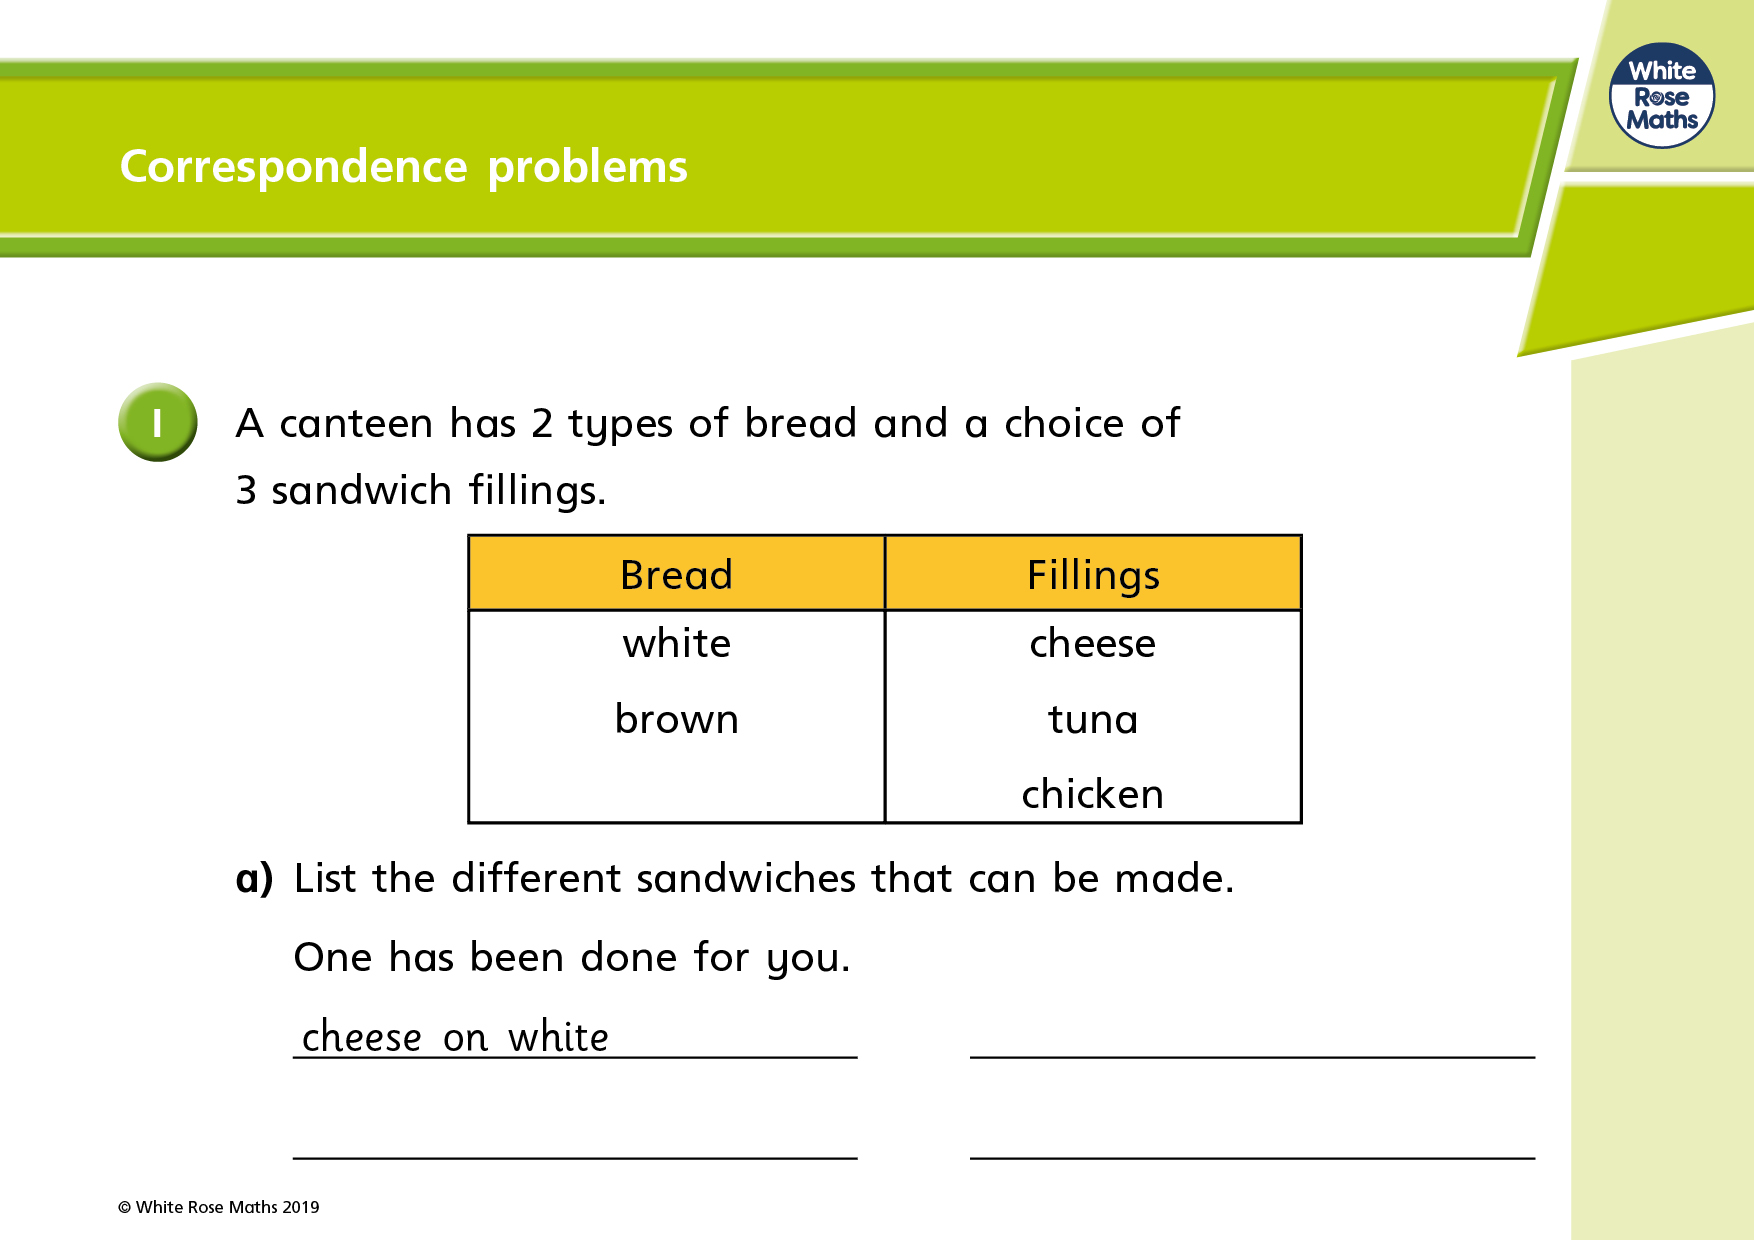 White
Rose
Maths
Correspondence problems
1 A canteen has 2 types of bread and a choice of
3 sandwich fillings.
Bread Fillings
white cheese
brown tuna
chicken
a) List the different sandwiches that can be made.
One has been done for you.
cheese on white
© White Rose Maths 2019